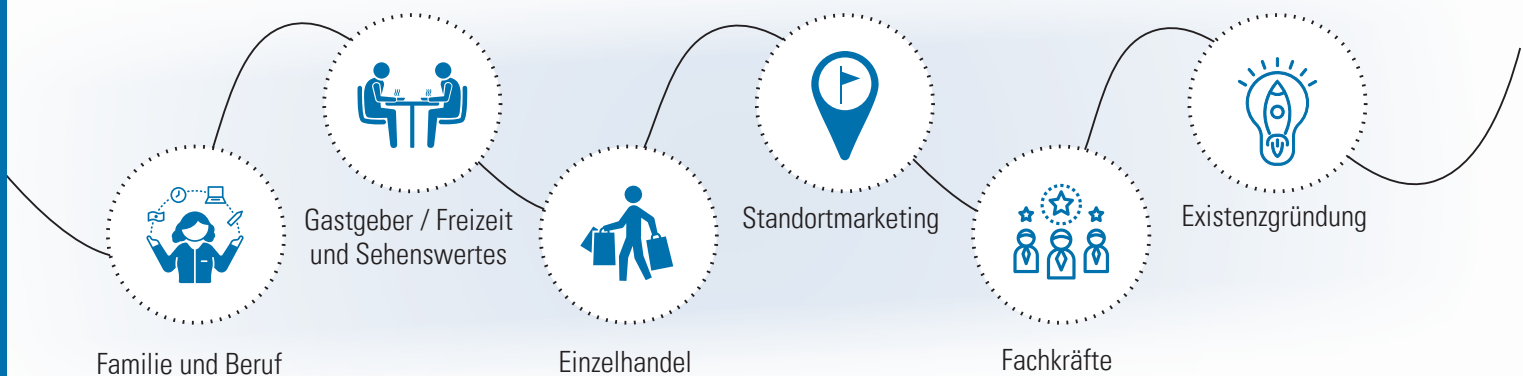 Familie und Beruf
Gastgeber / Freizeit
und Sehenswertes
Einzelhandel
Standortmarketing
Fachkräfte
Existenzgründung